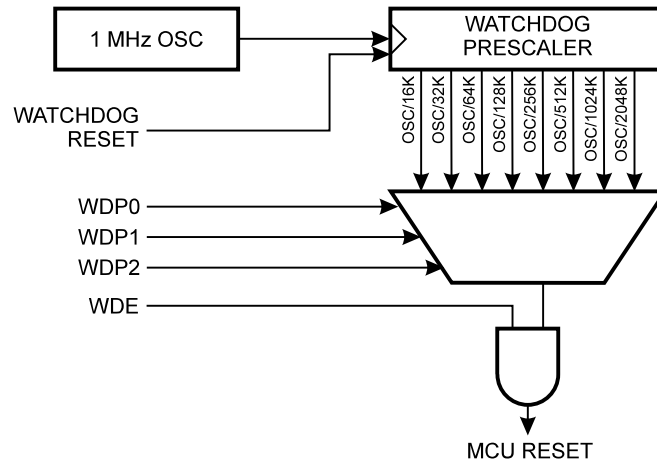 1 MHz OSC
WATCHDOG
PRESCALER
WATCHDOG
RESET
OSC/16K
OSC/32K
OSC/64K
OSC/128K
OSC/256K
OSC/512K
OSC/1024K
OSC/2048K
WDP0
WDP1
WDP2
WDE
MCU RESET